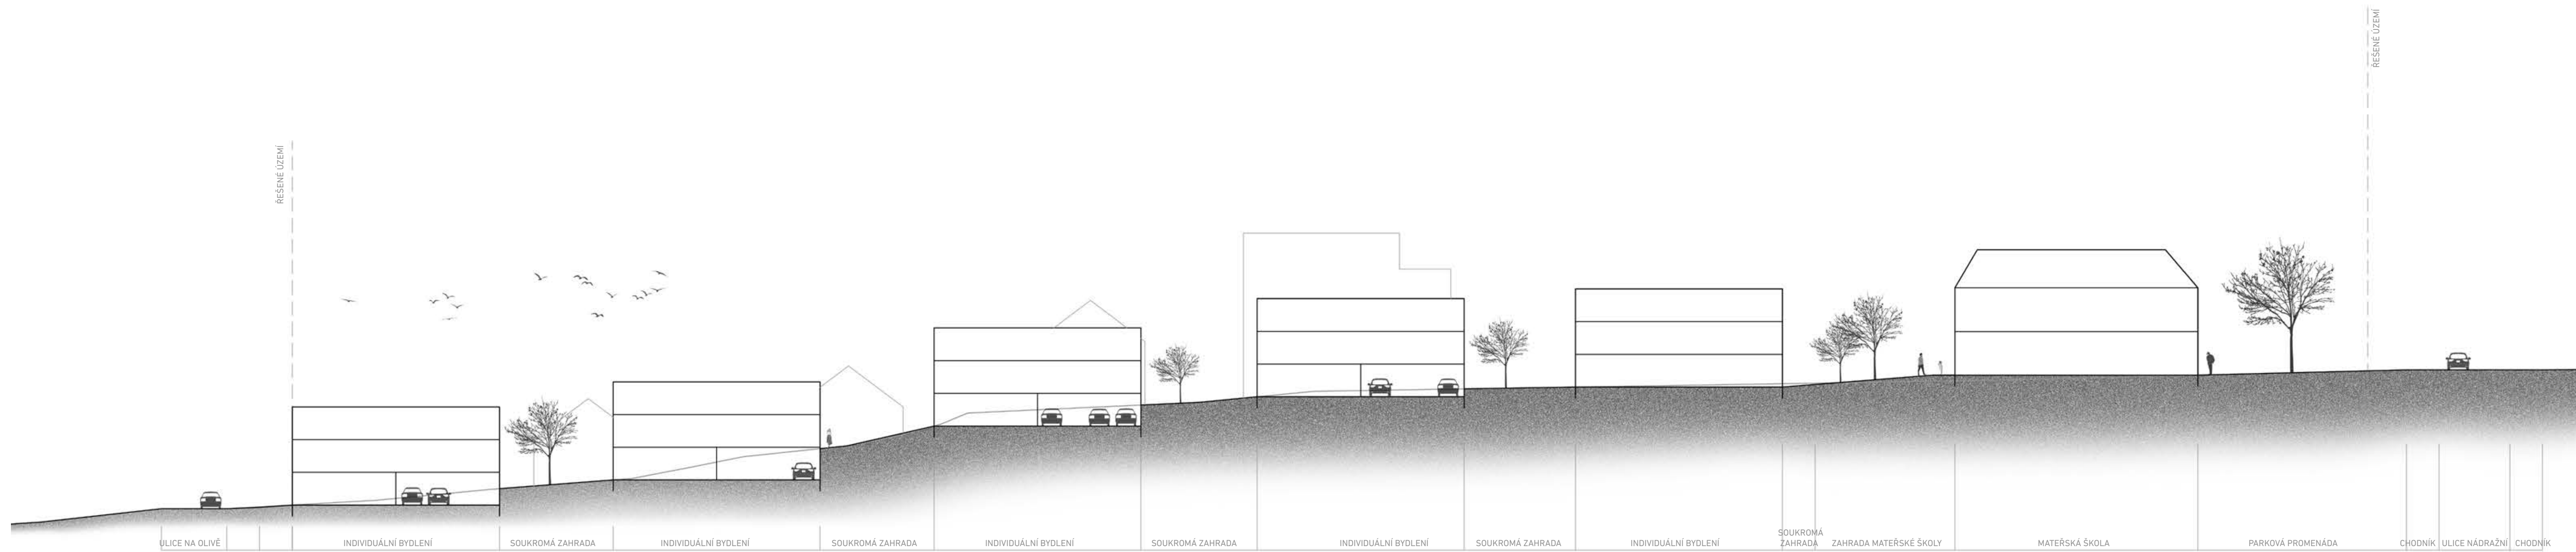 ŘEŠENÉ ÚZEMÍ
ŘEŠENÉ ÚZEMÍ
ULICE NA OLIVĚ
INDIVIDUÁLNÍ BYDLENÍ
SOUKROMÁ ZAHRADA
INDIVIDUÁLNÍ BYDLENÍ
SOUKROMÁ ZAHRADA
INDIVIDUÁLNÍ BYDLENÍ
SOUKROMÁ ZAHRADA
INDIVIDUÁLNÍ BYDLENÍ
SOUKROMÁ ZAHRADA
INDIVIDUÁLNÍ BYDLENÍ
SOUKROMÁ
ZAHRADA
ZAHRADA MATEŘSKÉ ŠKOLY
MATEŘSKÁ ŠKOLA
PARKOVÁ PROMENÁDA
CHODNÍK
ULICE NÁDRAŽNÍ
CHODNÍK